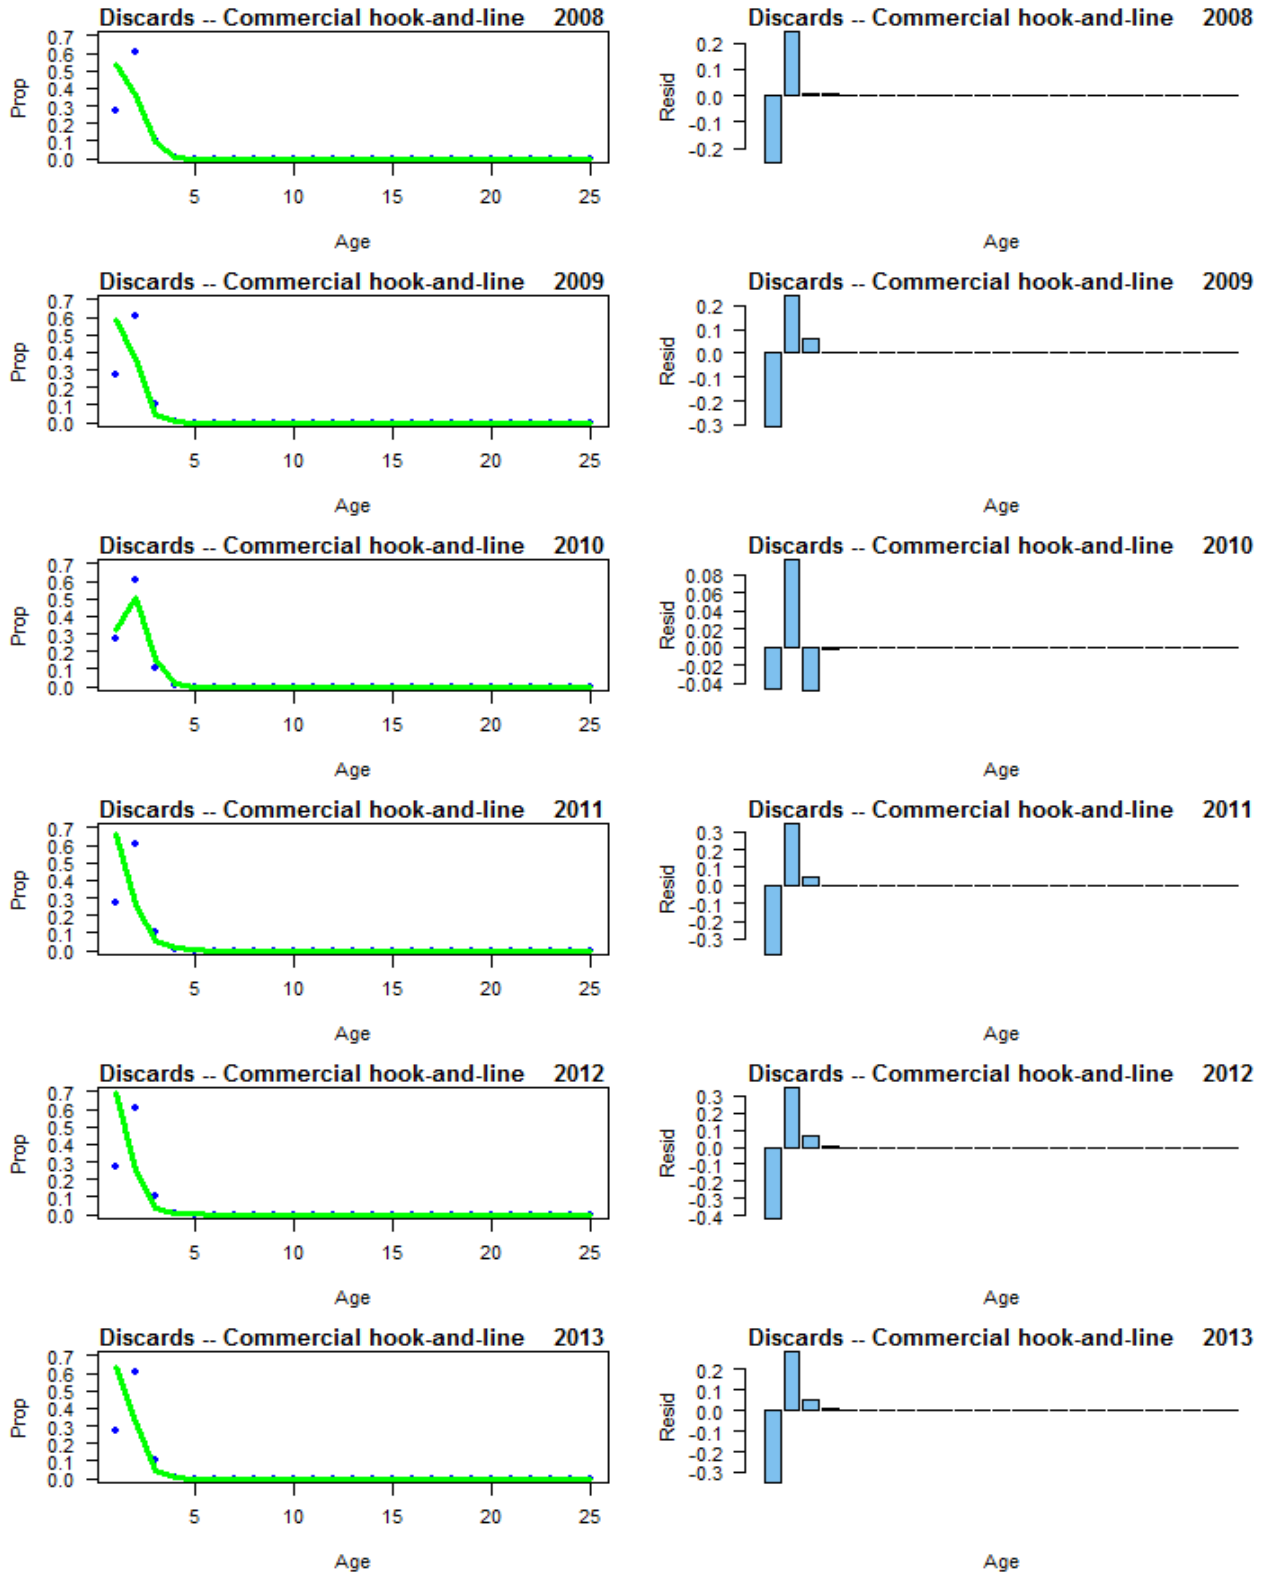 Discards -- Commercial hook-and-line 2008
Prop
0.7
0.6
0.5
0.4
0.3
0.2
0.1
0.0
5 10 15 20 25
Age
Discards -- Commercial hook-and-line 2008
Resid
0.2
0.1
0.0
-0.1
-0.2
Age
Discards -- Commercial hook-and-line 2009
Prop
0.7
0.6
0.5
0.4
0.3
0.2
0.1
0.0
5 10 15 20 25
Age
Discards -- Commercial hook-and-line 2009
Resid
0.2
0.1
0.0
-0.1
-0.2
-0.3
Age
Discards -- Commercial hook-and-line 2010
Prop
0.7
0.6
0.5
0.4
0.3
0.2
0.1
0.0
5 10 15 20 25
Age
Discards -- Commercial hook-and-line 2010
Resid
0.08
0.06
0.04
0.02
0.00
-0.02
-0.04
Age
Discards -- Commercial hook-and-line 2011
Prop
0.7
0.6
0.5
0.4
0.3
0.2
0.1
0.0
5 10 15 20 25
Age
Discards -- Commercial hook-and-line 2011
Resid
0.3
0.2
0.1
0.0
-0.1
-0.2
-0.3
Age
Discards -- Commercial hook-and-line 2012
Prop
0.7
0.6
0.5
0.4
0.3
0.2
0.1
0.0
5 10 15 20 25
Age
Discards -- Commercial hook-and-line 2012
Resid
0.3
0.2
0.1
0.0
-0.1
-0.2
-0.3
-0.4
Age
Discards -- Commercial hook-and-line 2013
Prop
0.7
0.6
0.5
0.4
0.3
0.2
0.1
0.0
5 10 15 20 25
Age
Discards -- Commercial hook-and-line 2013
Resid
0.2
0.1
0.0
-0.1
-0.2
-0.3
Age